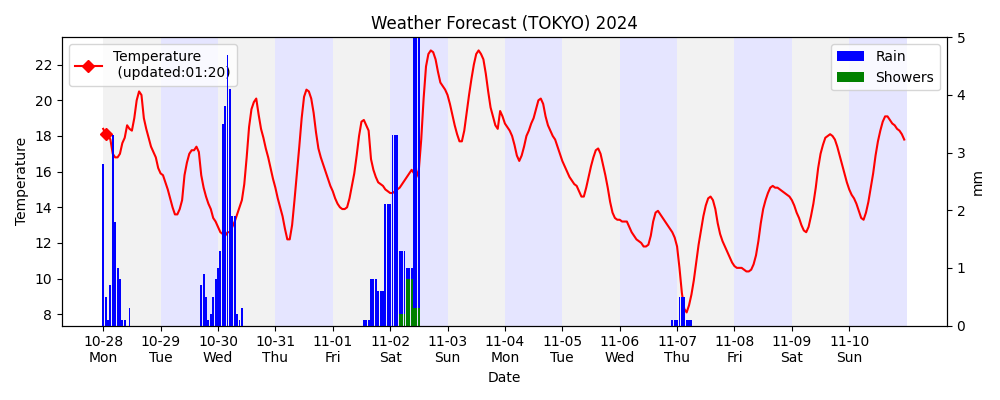 Weather Forecast (TOKYO) 2024
Temperature
(updated:01:20)
Rain
Showers
Temperature
22
20
18
16
14
12
10
8
5
4
3
2
1
0
mm
10-28 10-29 10-30 10-31 11-01 11-02 11-03 11-04 11-05 11-06 11-07 11-08 11-09 11-10
Mon Tue Wed Thu Fri Sat Sun Mon Tue Wed Thu Fri Sat Sun
Date